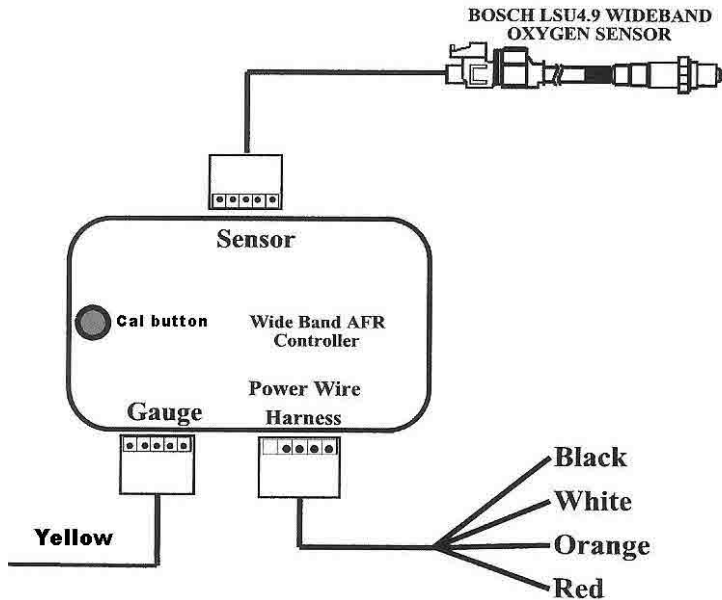 BOSCH LSU4.9 WIDEBAND
OXYGEN SENSOR
Sensor
Cal button
Wide Band AFR
Controller
Power Wire
Harness
Gauge
Yellow
Black
White
Orange
Red